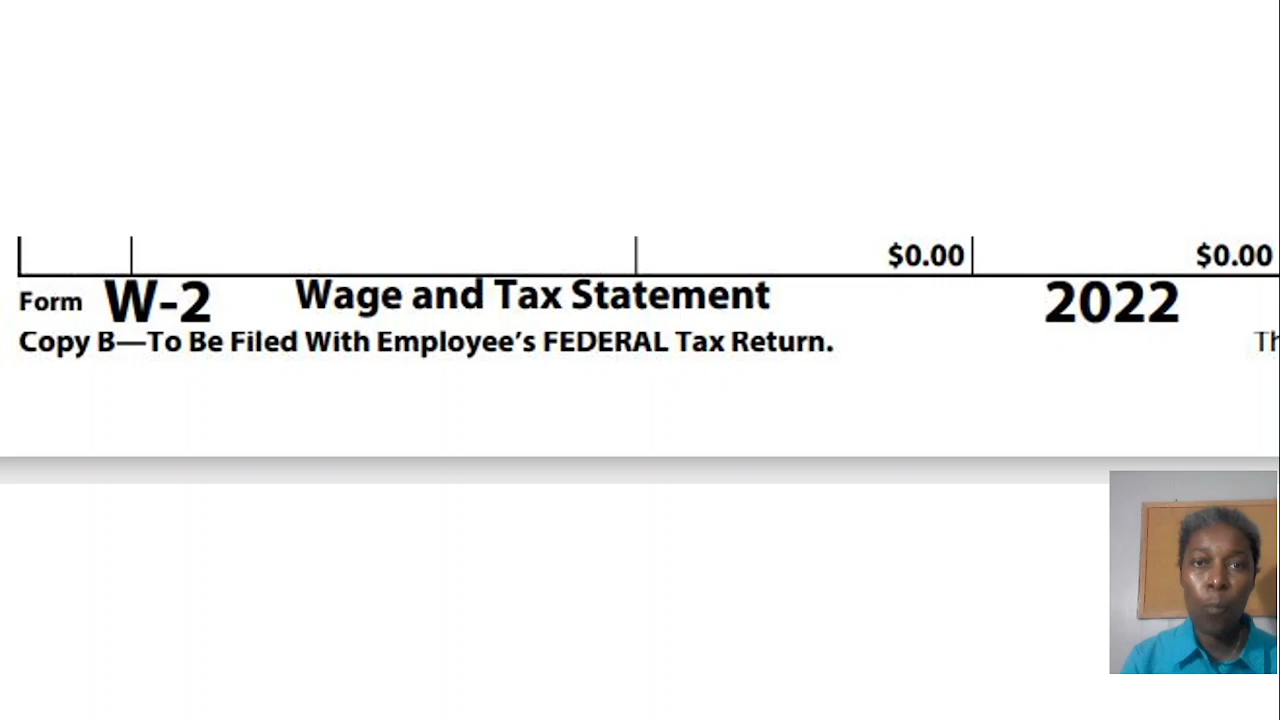 $0.00 $0.00
Form W-2 Wage and Tax Statement 2022
Copy B—To Be Filed With Employee’s FEDERAL Tax Return.